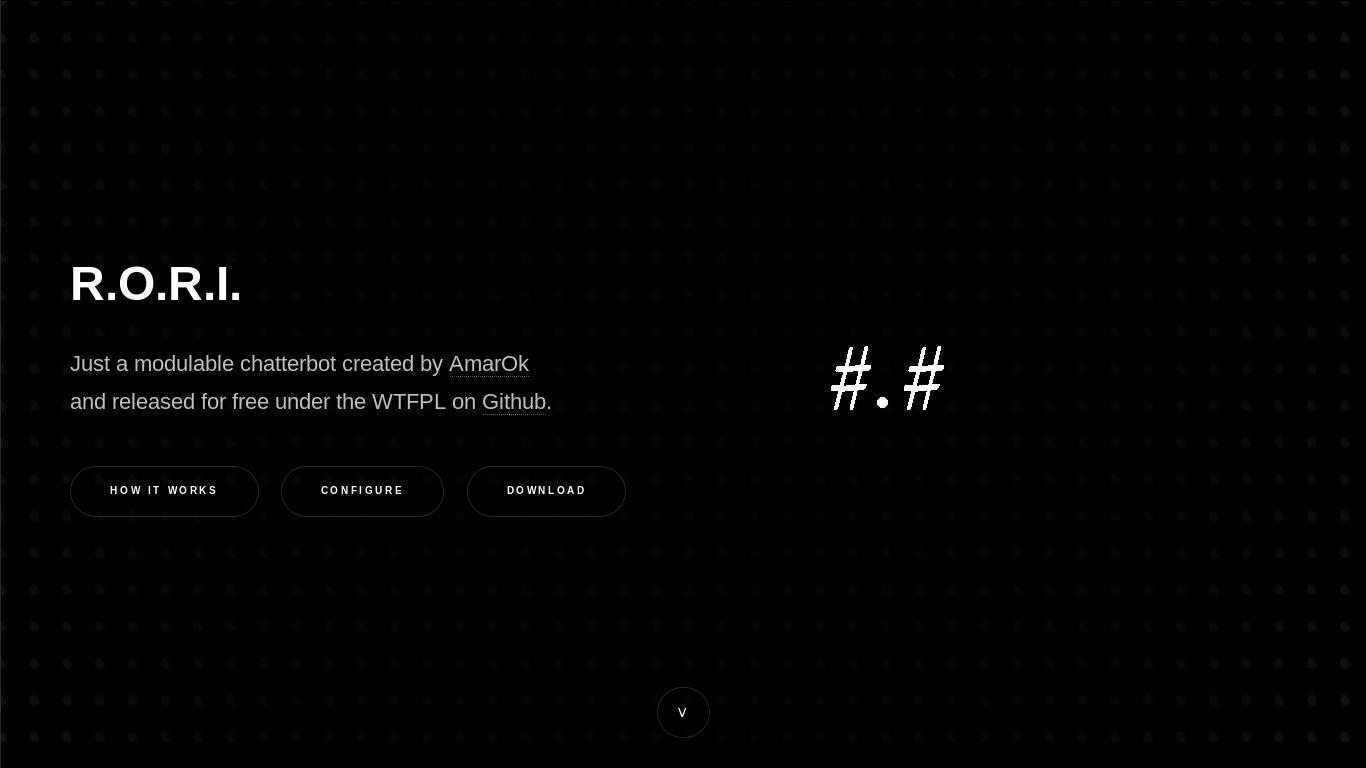 R.O.R.I.
Just a modulable chatterbot created by AmarOk
and released for free under the WTFPL on Github.
#.#
HOW IT WORKS
CONFIGURE
DOWNLOAD
V